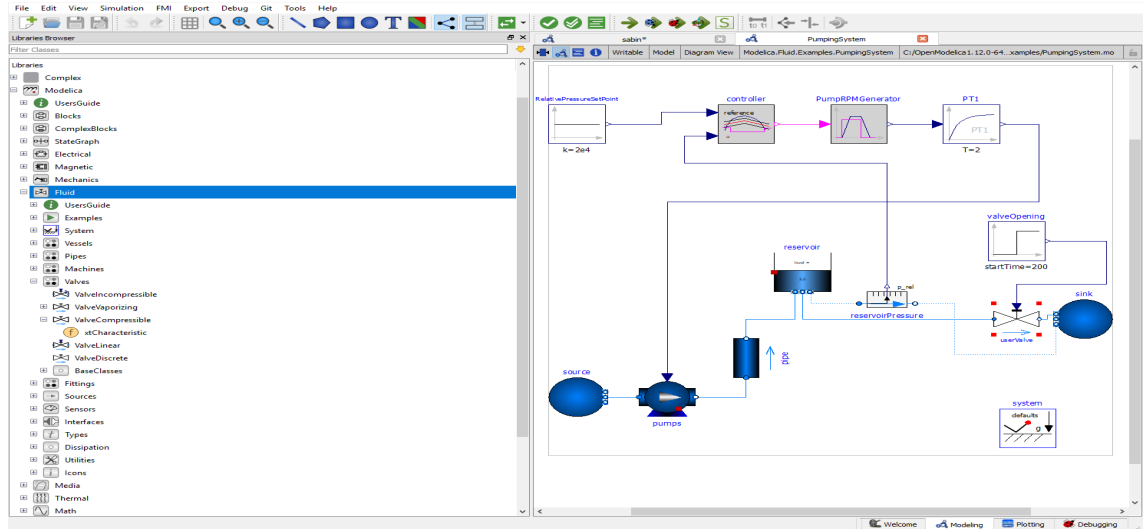 File Edit View Simulation FMI Export Debug Git Tools Help
Libraries Browser
Filter Classes
Libraries
Complex
Modelica
UsersGuide
Blocks
ComplexBlocks
StateGraph
Electrical
Magnetic
Mechanics
Fluid
UsersGuide
Examples
System
Vessels
Pipes
Machines
Valves
ValveIncompressible
ValveVaporizing
ValveCompressible
xtCharacteristic
ValveLinear
ValveDiscrete
BaseClasses
Fittings
Sources
Sensors
Interfaces
Types
Dissipation
Utilities
Icons
Media
Thermal
Math
sabin* PumpingSystem
Writable Model Diagram View Modelica.Fluid.Examples.PumpingSystem C:/OpenModelica1.12.0-64...xamples/PumpingSystem.mo
RelativePressureSetPoint controller PumpRPMGenerator PT1
reference
PT1
k=2e4 T=2
valveOpening
startTime=200
reservoir
p_rel
reservoirPressure
sink
userValve
pipe
source
pumps
system
defaults
g
Welcome Modeling Plotting Debugging